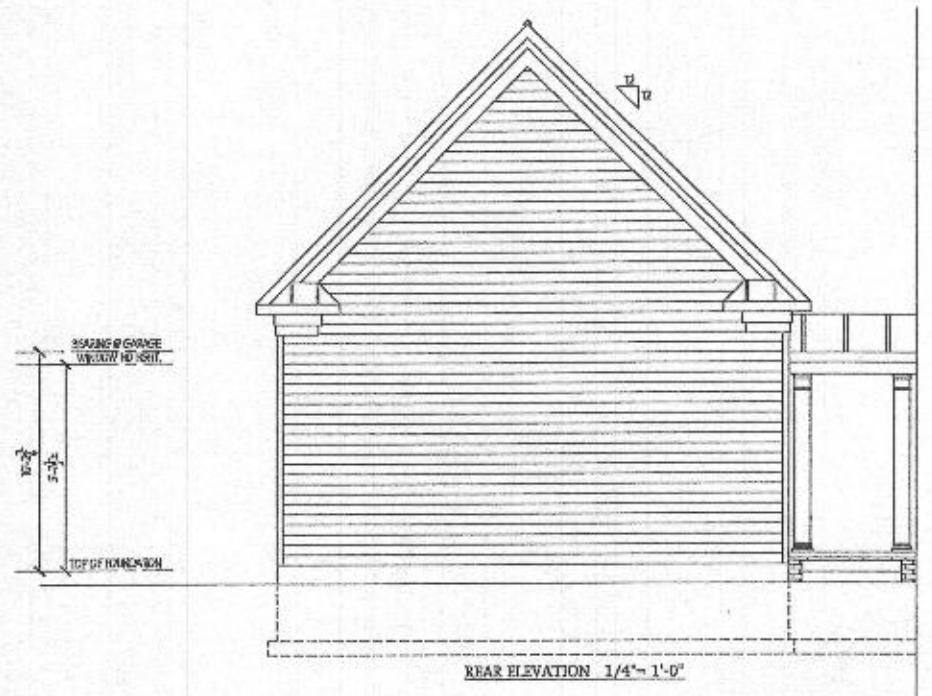 12
12
BEARING @ GARAGE
WINDOW HD HGHT.
TOP OF FOUNDATION
REAR ELEVATION 1/4"= 1'-0"